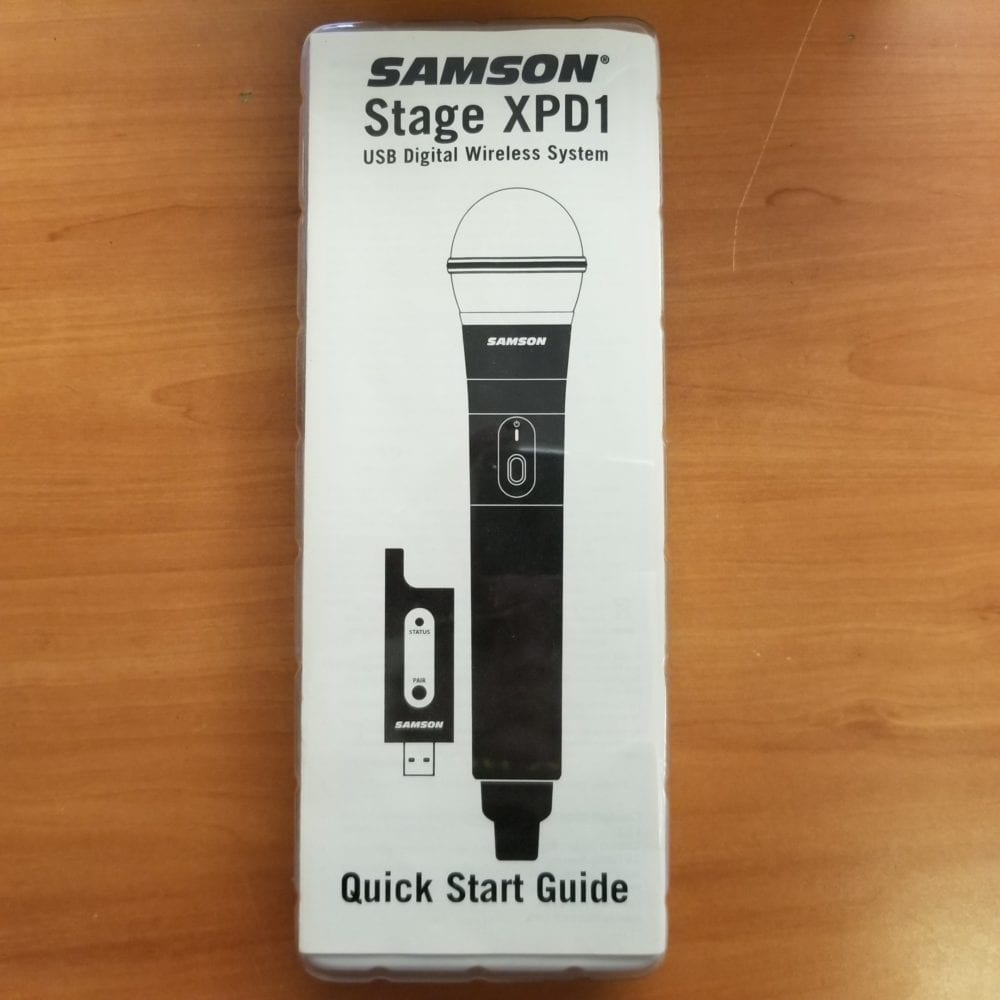 SAMSON®
Stage XPD1
USB Digital Wireless System
SAMSON
STATUS
PAIR
SAMSON
Quick Start Guide